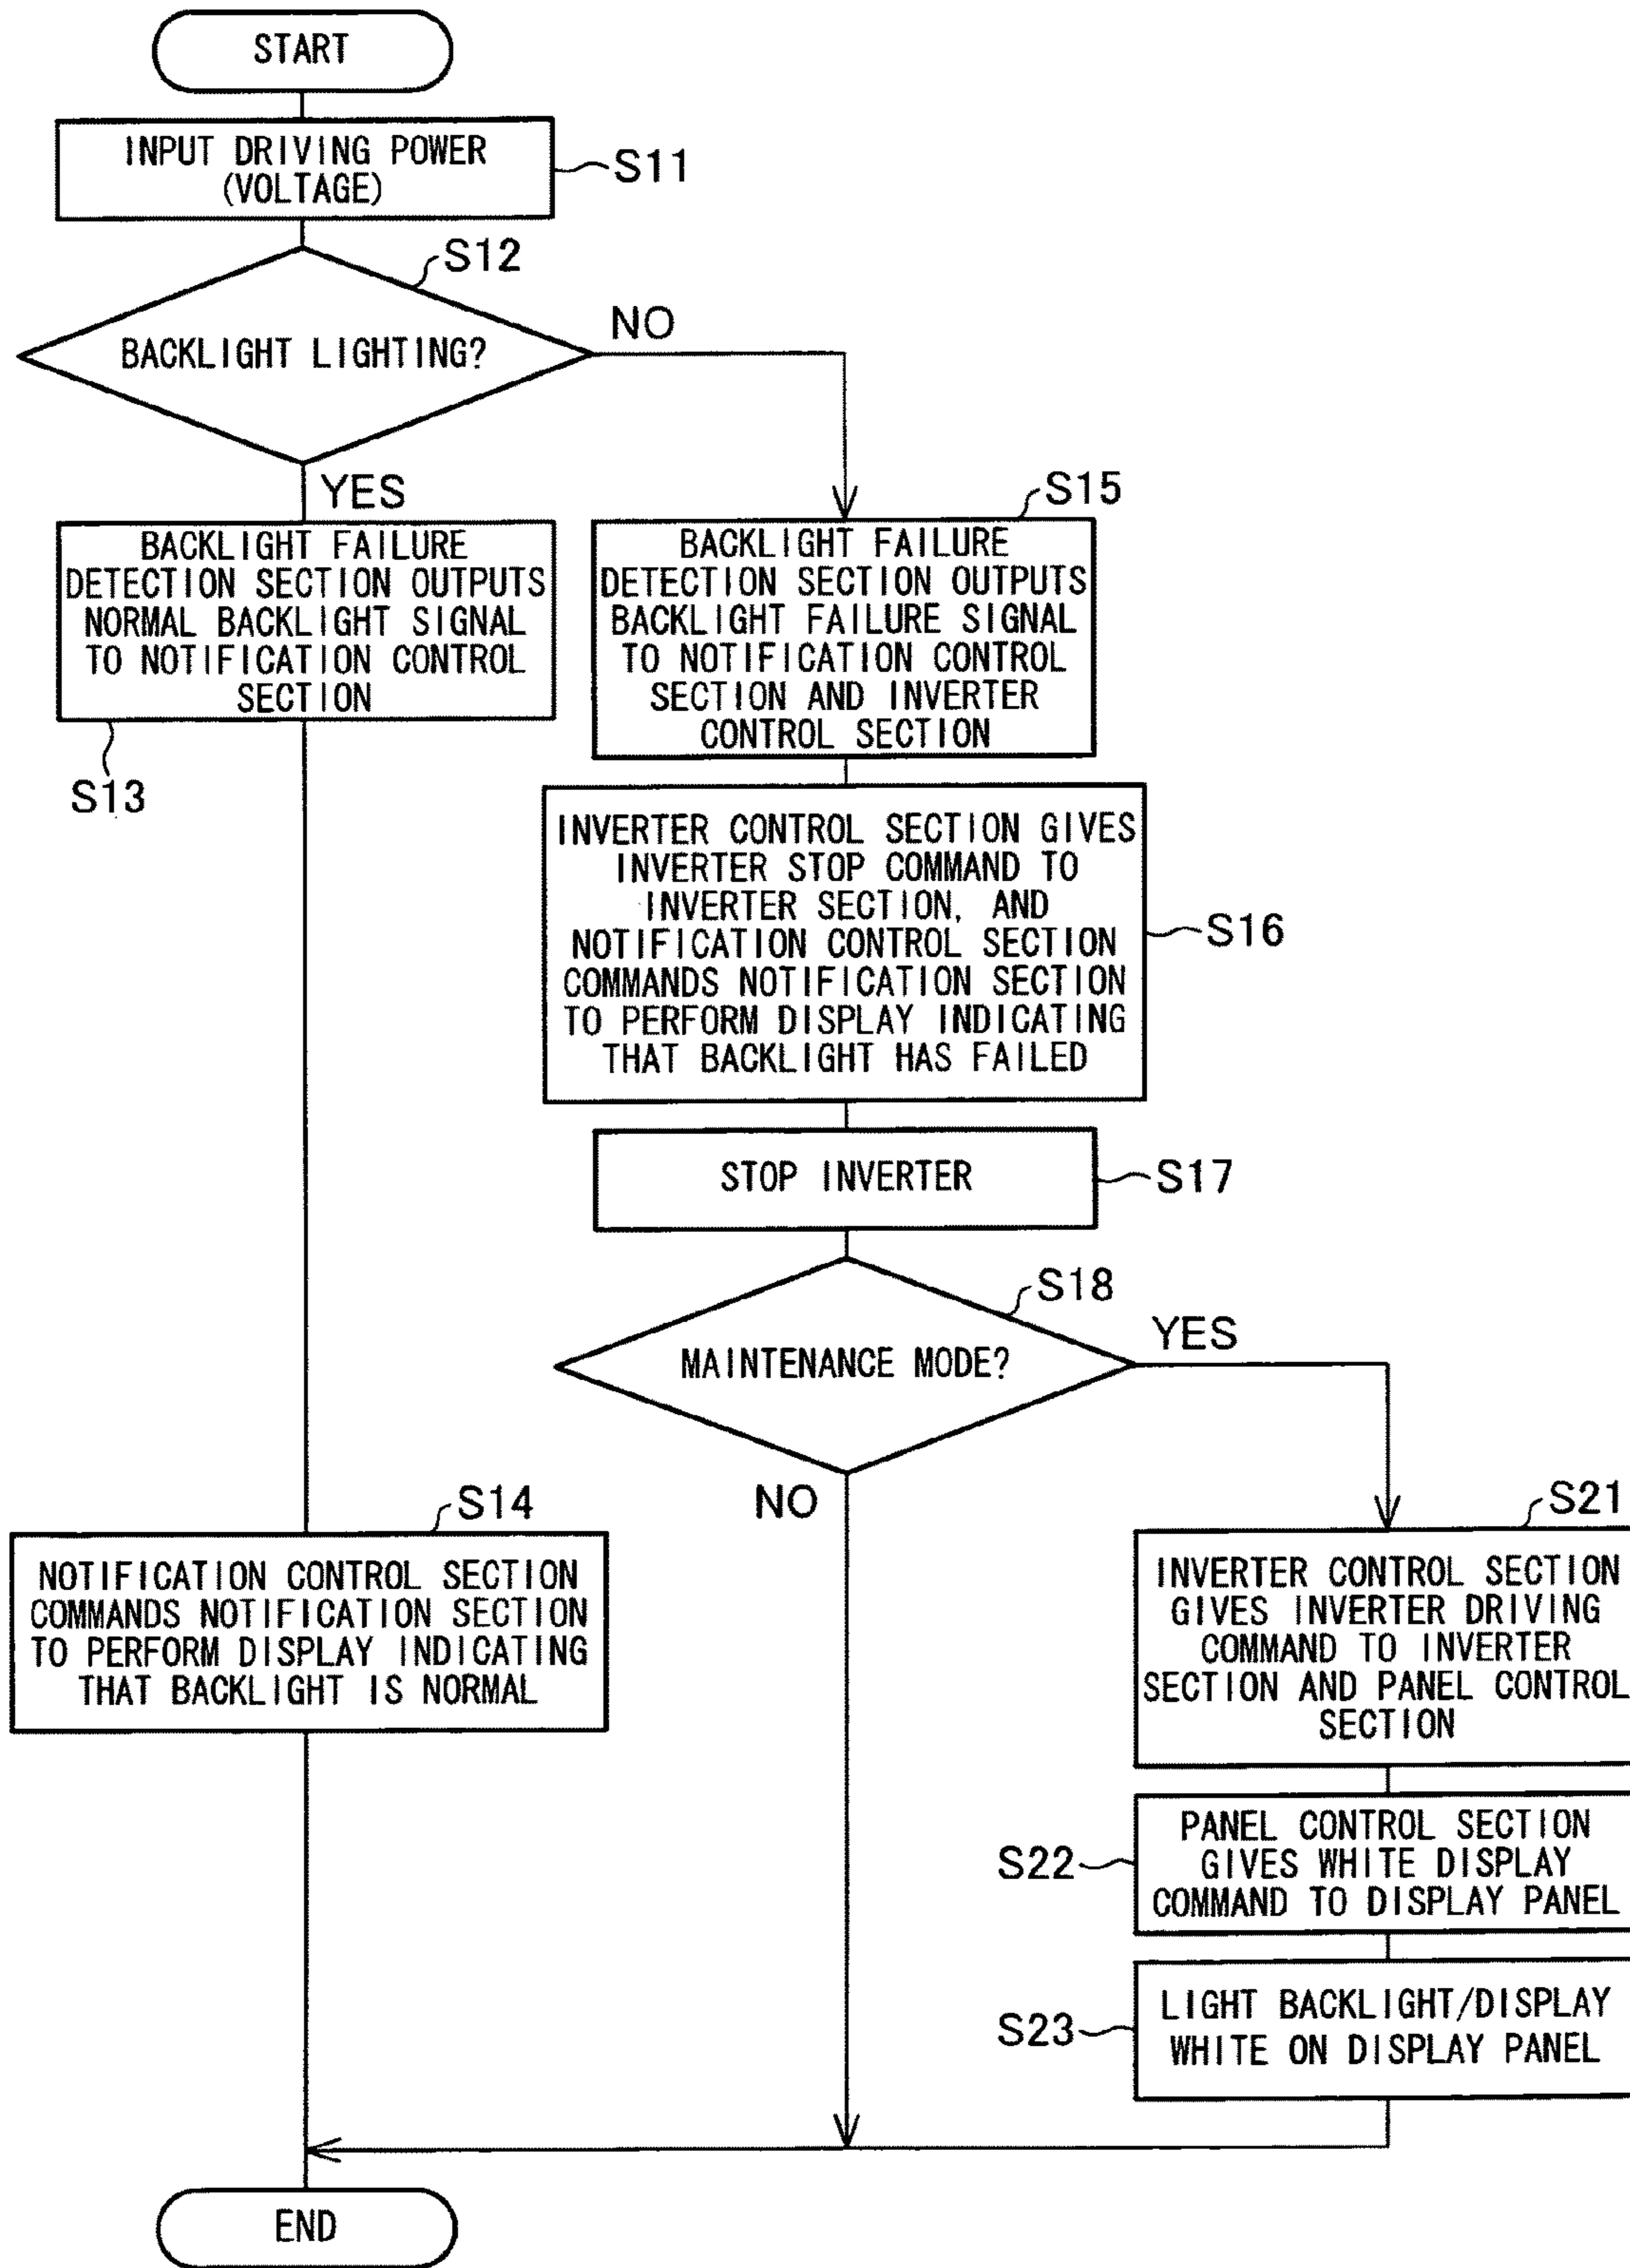 START
INPUT DRIVING POWER
(VOLTAGE)
S11
S12
BACKLIGHT LIGHTING?
NO
YES
BACKLIGHT FAILURE
DETECTION SECTION OUTPUTS
NORMAL BACKLIGHT SIGNAL
TO NOTIFICATION CONTROL
SECTION
S13
S15
BACKLIGHT FAILURE
DETECTION SECTION OUTPUTS
BACKLIGHT FAILURE SIGNAL
TO NOTIFICATION CONTROL
SECTION AND INVERTER
CONTROL SECTION
INVERTER CONTROL SECTION GIVES
INVERTER STOP COMMAND TO
INVERTER SECTION, AND
NOTIFICATION CONTROL SECTION
COMMANDS NOTIFICATION SECTION
TO PERFORM DISPLAY INDICATING
THAT BACKLIGHT HAS FAILED
S16
STOP INVERTER
S17
S18
MAINTENANCE MODE?
YES
NO
S14
NOTIFICATION CONTROL SECTION
COMMANDS NOTIFICATION SECTION
TO PERFORM DISPLAY INDICATING
THAT BACKLIGHT IS NORMAL
S21
INVERTER CONTROL SECTION
GIVES INVERTER DRIVING
COMMAND TO INVERTER
SECTION AND PANEL CONTROL
SECTION
PANEL CONTROL SECTION
GIVES WHITE DISPLAY
COMMAND TO DISPLAY PANEL
S22
LIGHT BACKLIGHT/DISPLAY
WHITE ON DISPLAY PANEL
S23
END